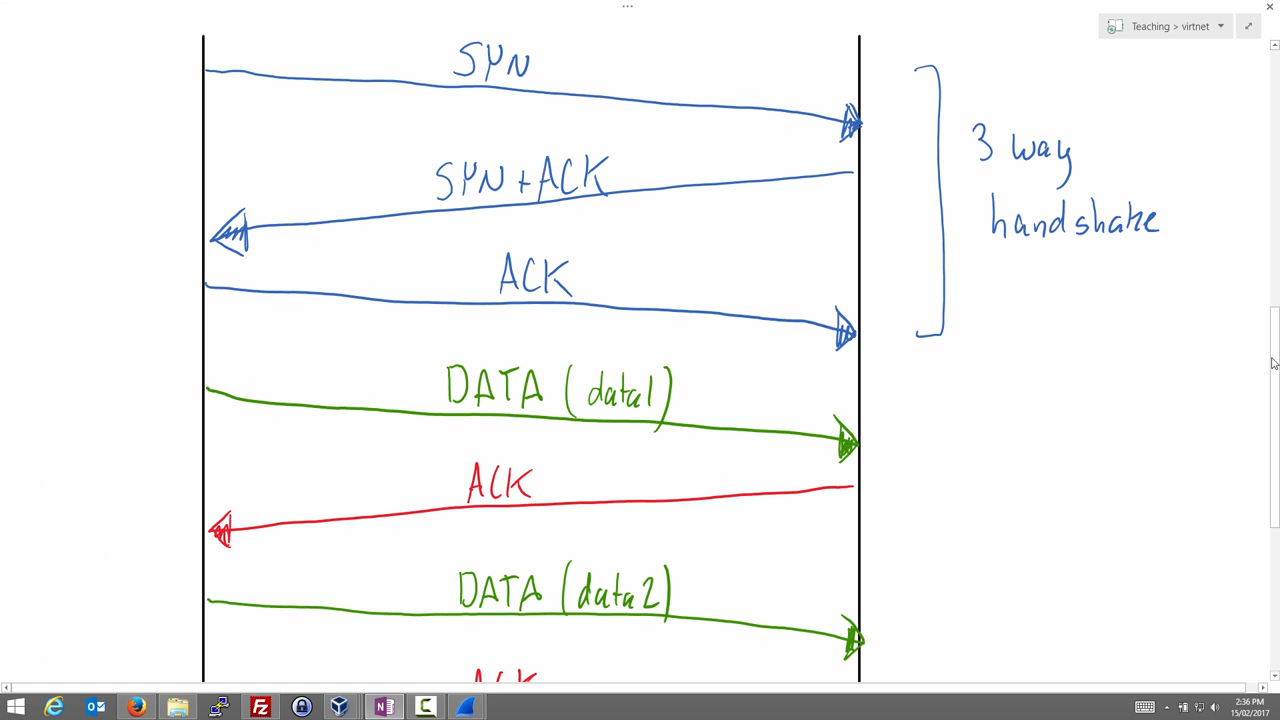 Teaching > virtnet
SYN
SYN+ACK
ACK
3 way
handshake
DATA (data1)
ACK
DATA (data2)
ACK
2:36 PM
15/02/2017